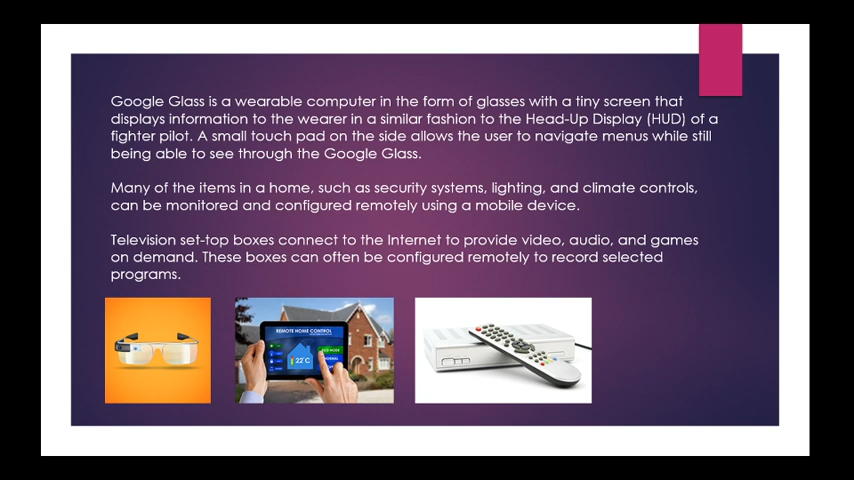 Google Glass is a wearable computer in the form of glasses with a tiny screen that
displays information to the wearer in a similar fashion to the Head-Up Display (HUD) of a
fighter pilot. A small touch pad on the side allows the user to navigate menus while still
being able to see through the Google Glass.
Many of the items in a home, such as security systems, lighting, and climate controls,
can be monitored and configured remotely using a mobile device.
Television set-top boxes connect to the Internet to provide video, audio, and games
on demand. These boxes can often be configured remotely to record selected
programs.
REMOTE HOME CONTROL
ECO MODE
22°C
NORMAL